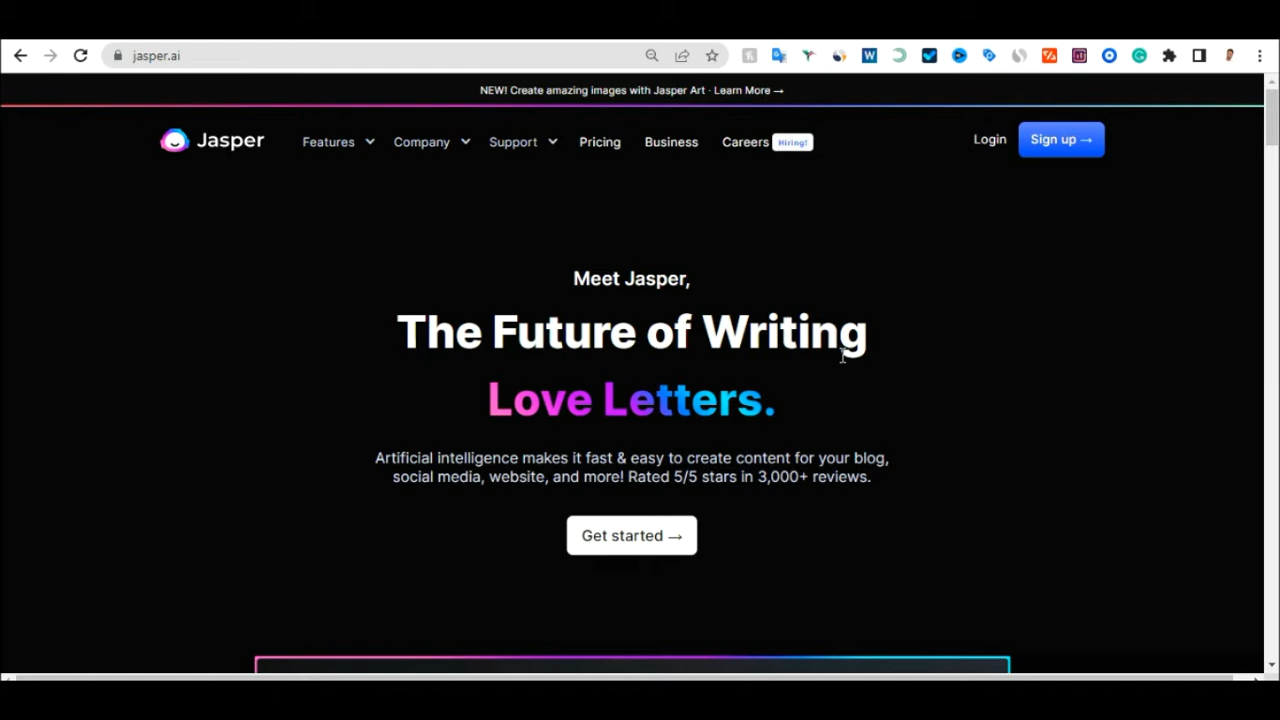 jasper.ai
NEW! Create amazing images with Jasper Art · Learn More →
Jasper Features Company Support Pricing Business Careers Hiring! Login Sign up →
Meet Jasper,
The Future of Writing
Love Letters.
Artificial intelligence makes it fast & easy to create content for your blog,
social media, website, and more! Rated 5/5 stars in 3,000+ reviews.
Get started →